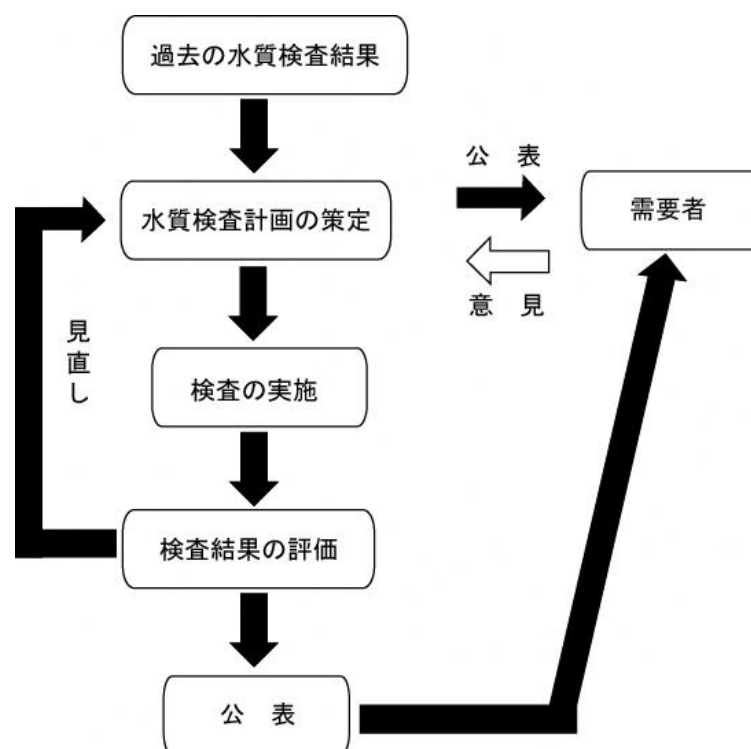 過去の水質検査結果
公 表
水質検査計画の策定
需要者
意 見
見直し
検査の実施
検査結果の評価
公 表